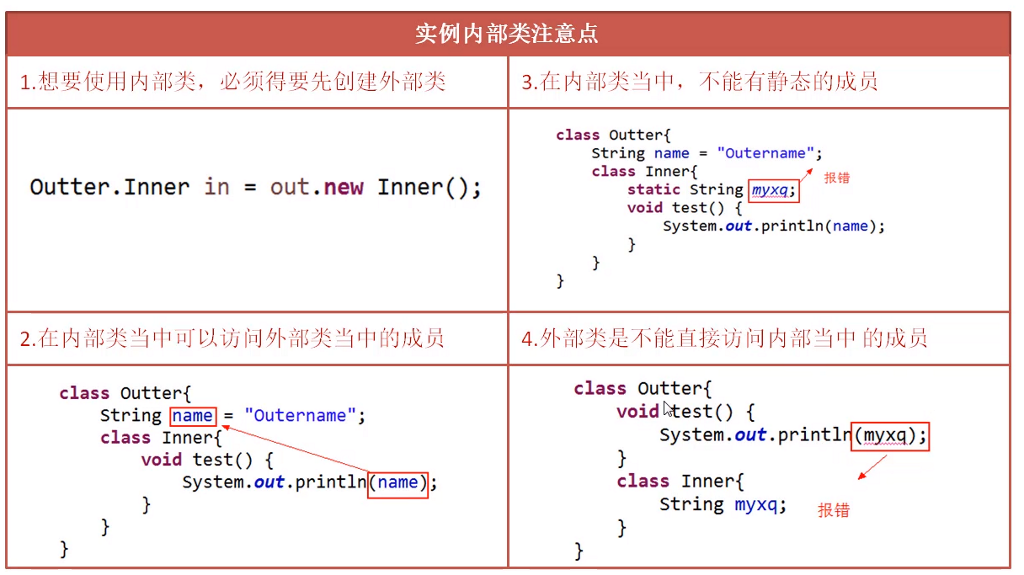 实例内部类注意点
1.想要使用内部类，必须得要先创建外部类
Outter.Inner in = out.new Inner();
2.在内部类当中可以访问外部类当中的成员
class Outter{
String name = "Outername";
class Inner{
void test() {
System.out.println(name);
}
}
}
3.在内部类当中，不能有静态的成员
class Outter{
String name = "Outername";
class Inner{
static String myxq;
报错
void test() {
System.out.println(name);
}
}
}
4.外部类是不能直接访问内部当中 的成员
class Outter{
void test() {
System.out.println(myxq);
}
class Inner{
String myxq;
报错
}
}